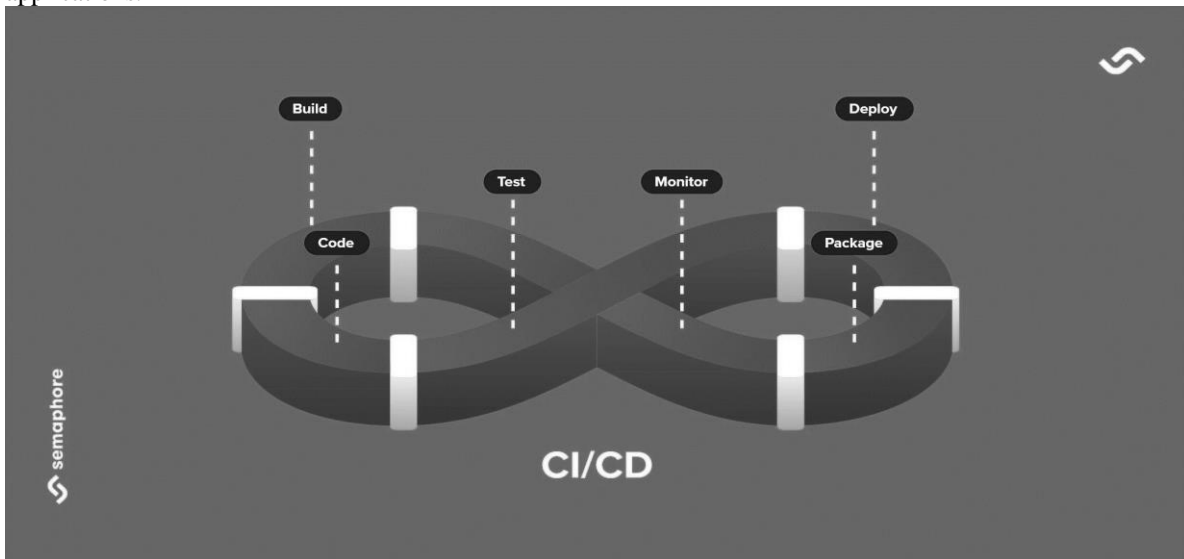 Build
Deploy
Test
Monitor
Code
Package
semaphore
CI/CD